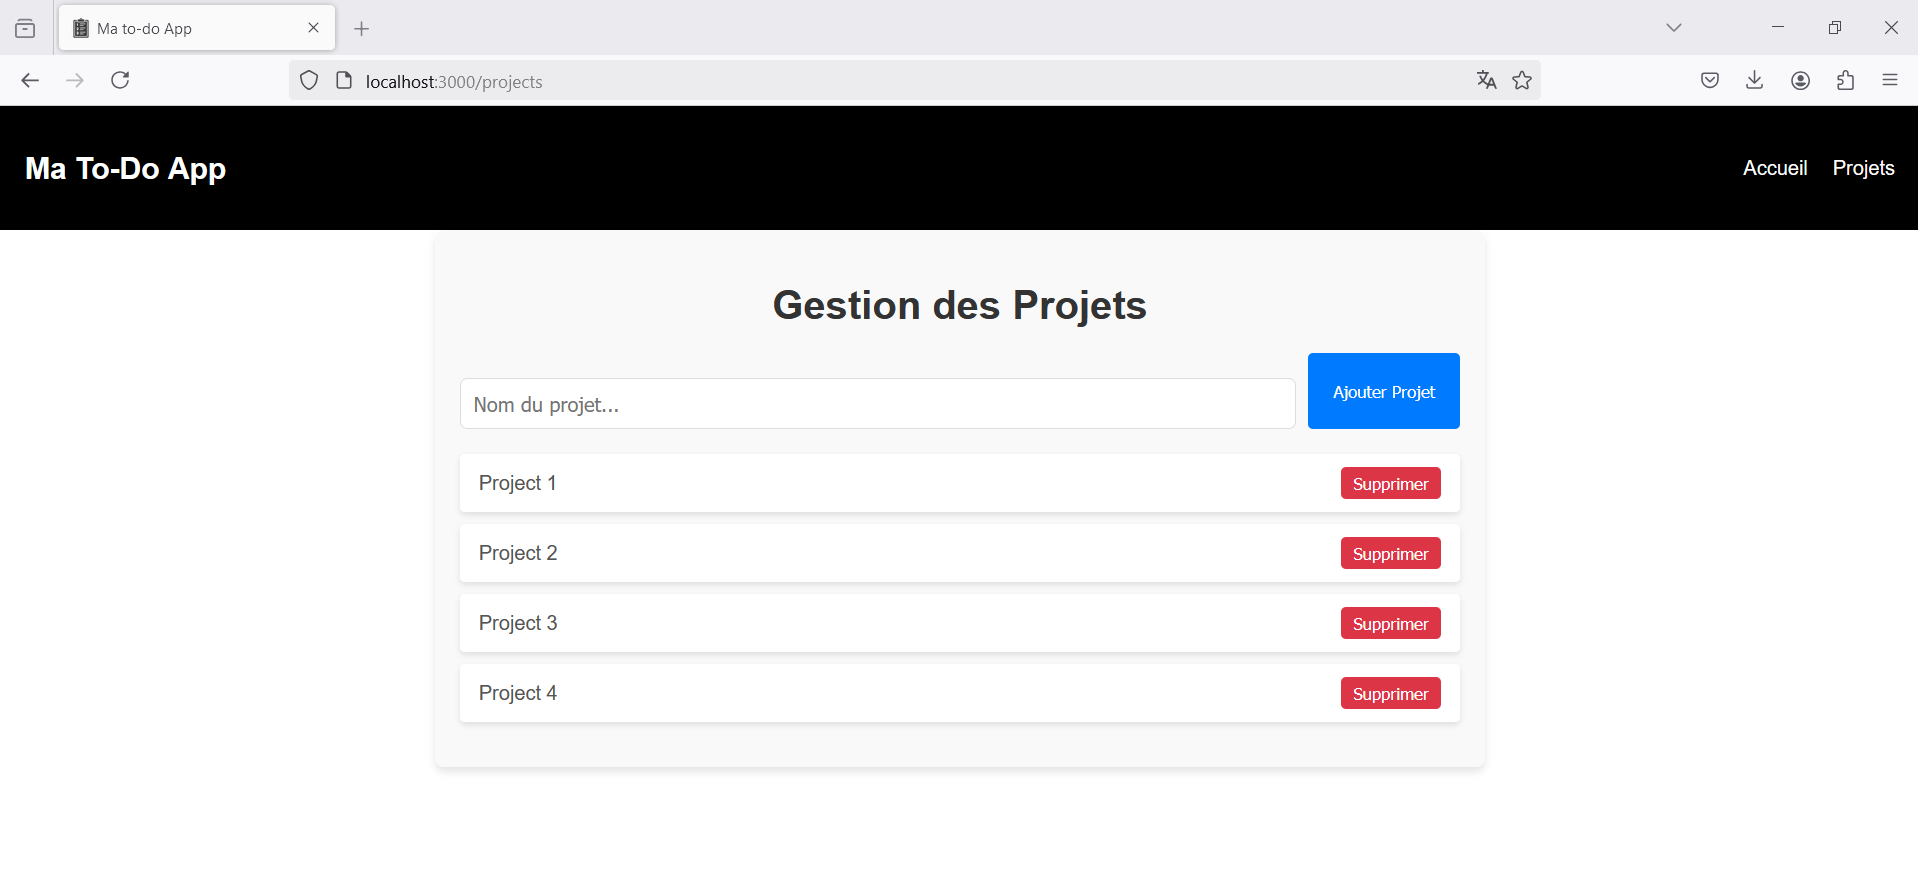 Ma to-do App
localhost:3000/projects
Ma To-Do App
Accueil Projets
Gestion des Projets
Nom du projet...
Ajouter Projet
Project 1
Supprimer
Project 2
Supprimer
Project 3
Supprimer
Project 4
Supprimer